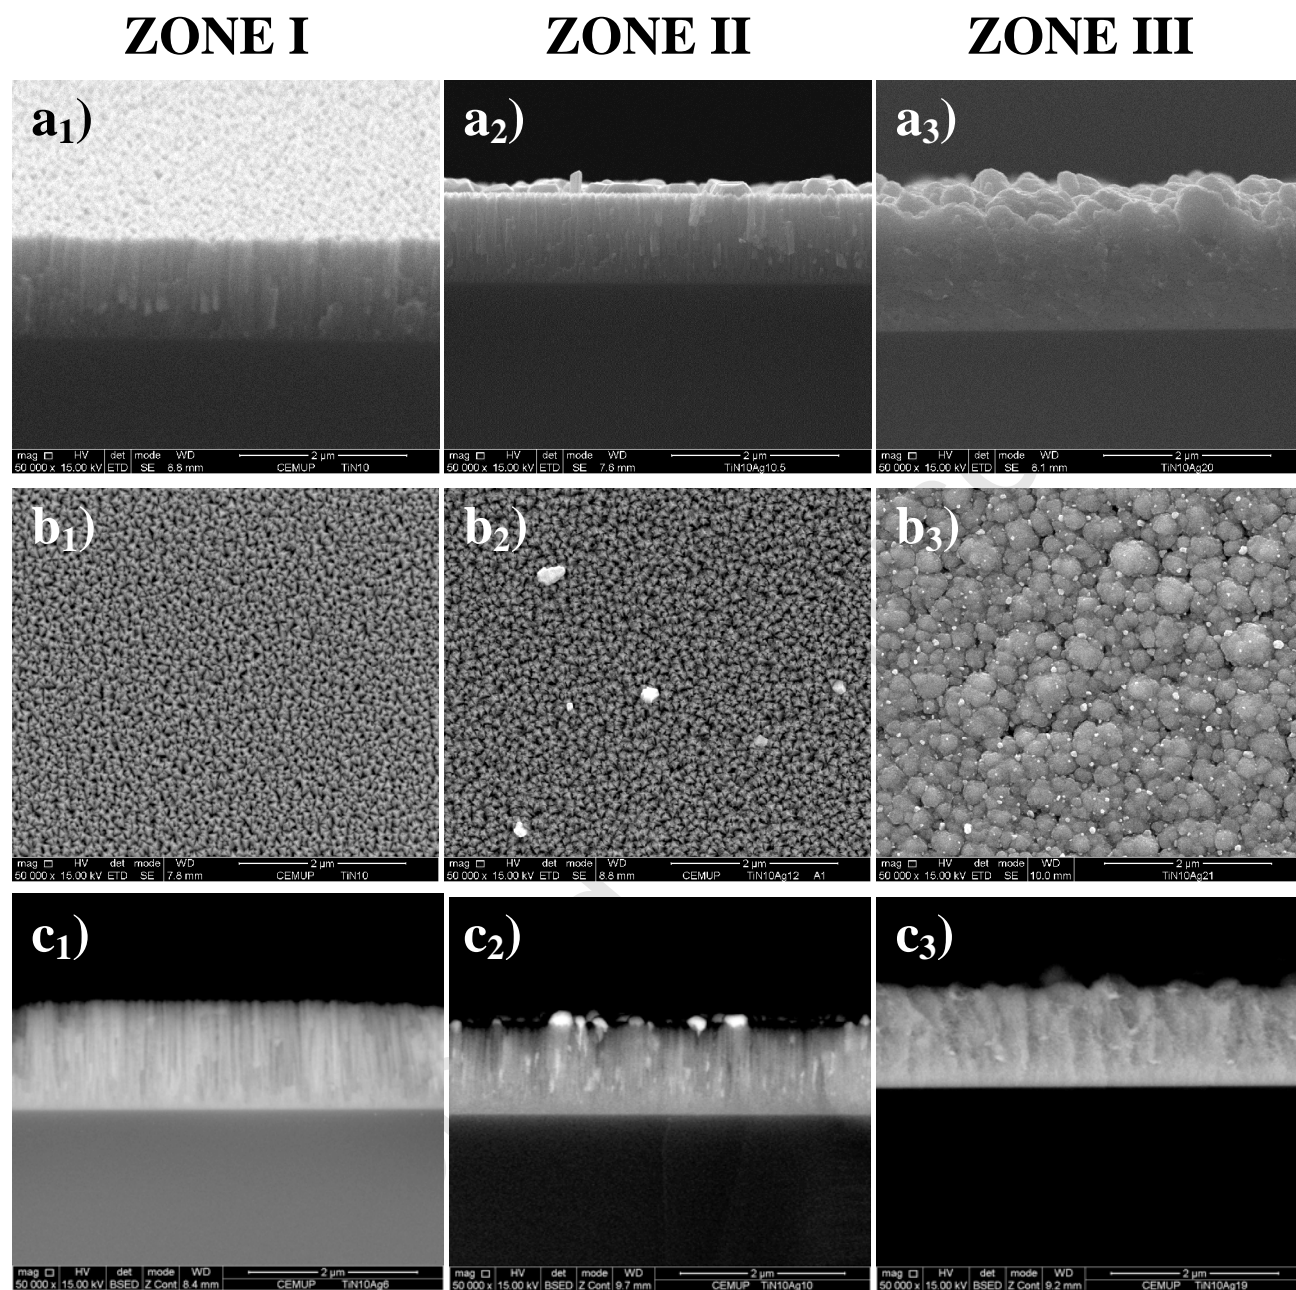 ZONE I ZONE II ZONE III
a1) a2) a3)
mag HV det mode WD 2 µm
50 000 x 15.00 kV ETD SE 8.8 mm CEMUP TiN10
mag HV det mode WD 2 µm
50 000 x 15.00 kV ETD SE 7.6 mm TiN10Ag10.5
mag HV det mode WD 2 µm
50 000 x 15.00 kV ETD SE 8.1 mm TiN10Ag20
b1) b2) b3)
mag HV det mode WD 2 µm
50 000 x 15.00 kV ETD SE 7.8 mm CEMUP TiN10
mag HV det mode WD 2 µm
50 000 x 15.00 kV ETD SE 8.8 mm CEMUP TiN10Ag12 A1
mag HV det mode WD 2 µm
50 000 x 15.00 kV ETD SE 10.0 mm TiN10Ag21
c1) c2) c3)
mag HV det mode WD 2 µm
50 000 x 15.00 kV BSED Z Cont 8.4 mm CEMUP TiN10Ag6
mag HV det mode WD 2 µm
50 000 x 15.00 kV BSED Z Cont 9.7 mm CEMUP TiN10Ag10
mag HV det mode WD 2 µm
50 000 x 15.00 kV BSED Z Cont 9.2 mm CEMUP TiN10Ag19